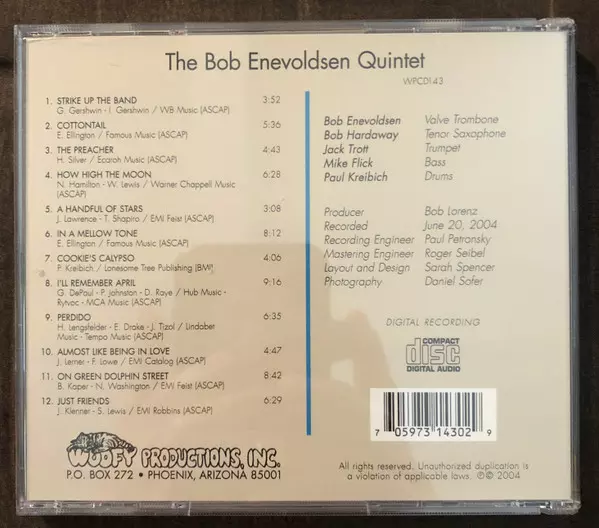 The Bob Enevoldsen Quintet
WPCD143
1. STRIKE UP THE BAND 3:52
G. Gershwin - I. Gershwin / WB Music (ASCAP)
2. COTTONTAIL 5:36
E. Ellington / Famous Music (ASCAP)
3. THE PREACHER 4:43
H. Silver / Ecaroh Music (ASCAP)
4. HOW HIGH THE MOON 6:28
N. Hamilton - W. Lewis / Warner Chappell Music
(ASCAP)
5. A HANDFUL OF STARS 3:08
J. Lawrence - T. Shapiro / EMI Feist (ASCAP)
6. IN A MELLOW TONE 8:12
E. Ellington / Famous Music (ASCAP)
7. COOKIE'S CALYPSO 4:06
P. Kreibich / Lonesome Tree Publishing (BMI)
8. I'LL REMEMBER APRIL 9:16
G. DePaul - P. Johnston - D. Raye / Hub Music -
Rytvoc - MCA Music (ASCAP)
9. PERDIDO 6:35
H. Lengsfelder - E. Drake - J. Tizol / Lindabet
Music - Tempo Music (ASCAP)
10. ALMOST LIKE BEING IN LOVE 4:47
J. Lerner - F. Lowe / EMI Catalog (ASCAP)
11. ON GREEN DOLPHIN STREET 8:42
B. Kaper - N. Washington / EMI Feist (ASCAP)
12. JUST FRIENDS 6:29
J. Klenner - S. Lewis / EMI Robbins (ASCAP)
WOOFY PRODUCTIONS, INC.
P.O. BOX 272 • PHOENIX, ARIZONA 85001
Bob Enevoldsen Valve Trombone
Bob Hardaway Tenor Saxophone
Jack Trott Trumpet
Mike Flick Bass
Paul Kreibich Drums
Producer Bob Lorenz
Recorded June 20, 2004
Recording Engineer Paul Petransky
Mastering Engineer Roger Seibel
Layout and Design Sarah Spencer
Photography Daniel Sofer
DIGITAL RECORDING
COMPACT
disc
DIGITAL AUDIO
7 05973 14302 9
All rights reserved. Unauthorized duplication is
a violation of applicable laws. ℗© 2004